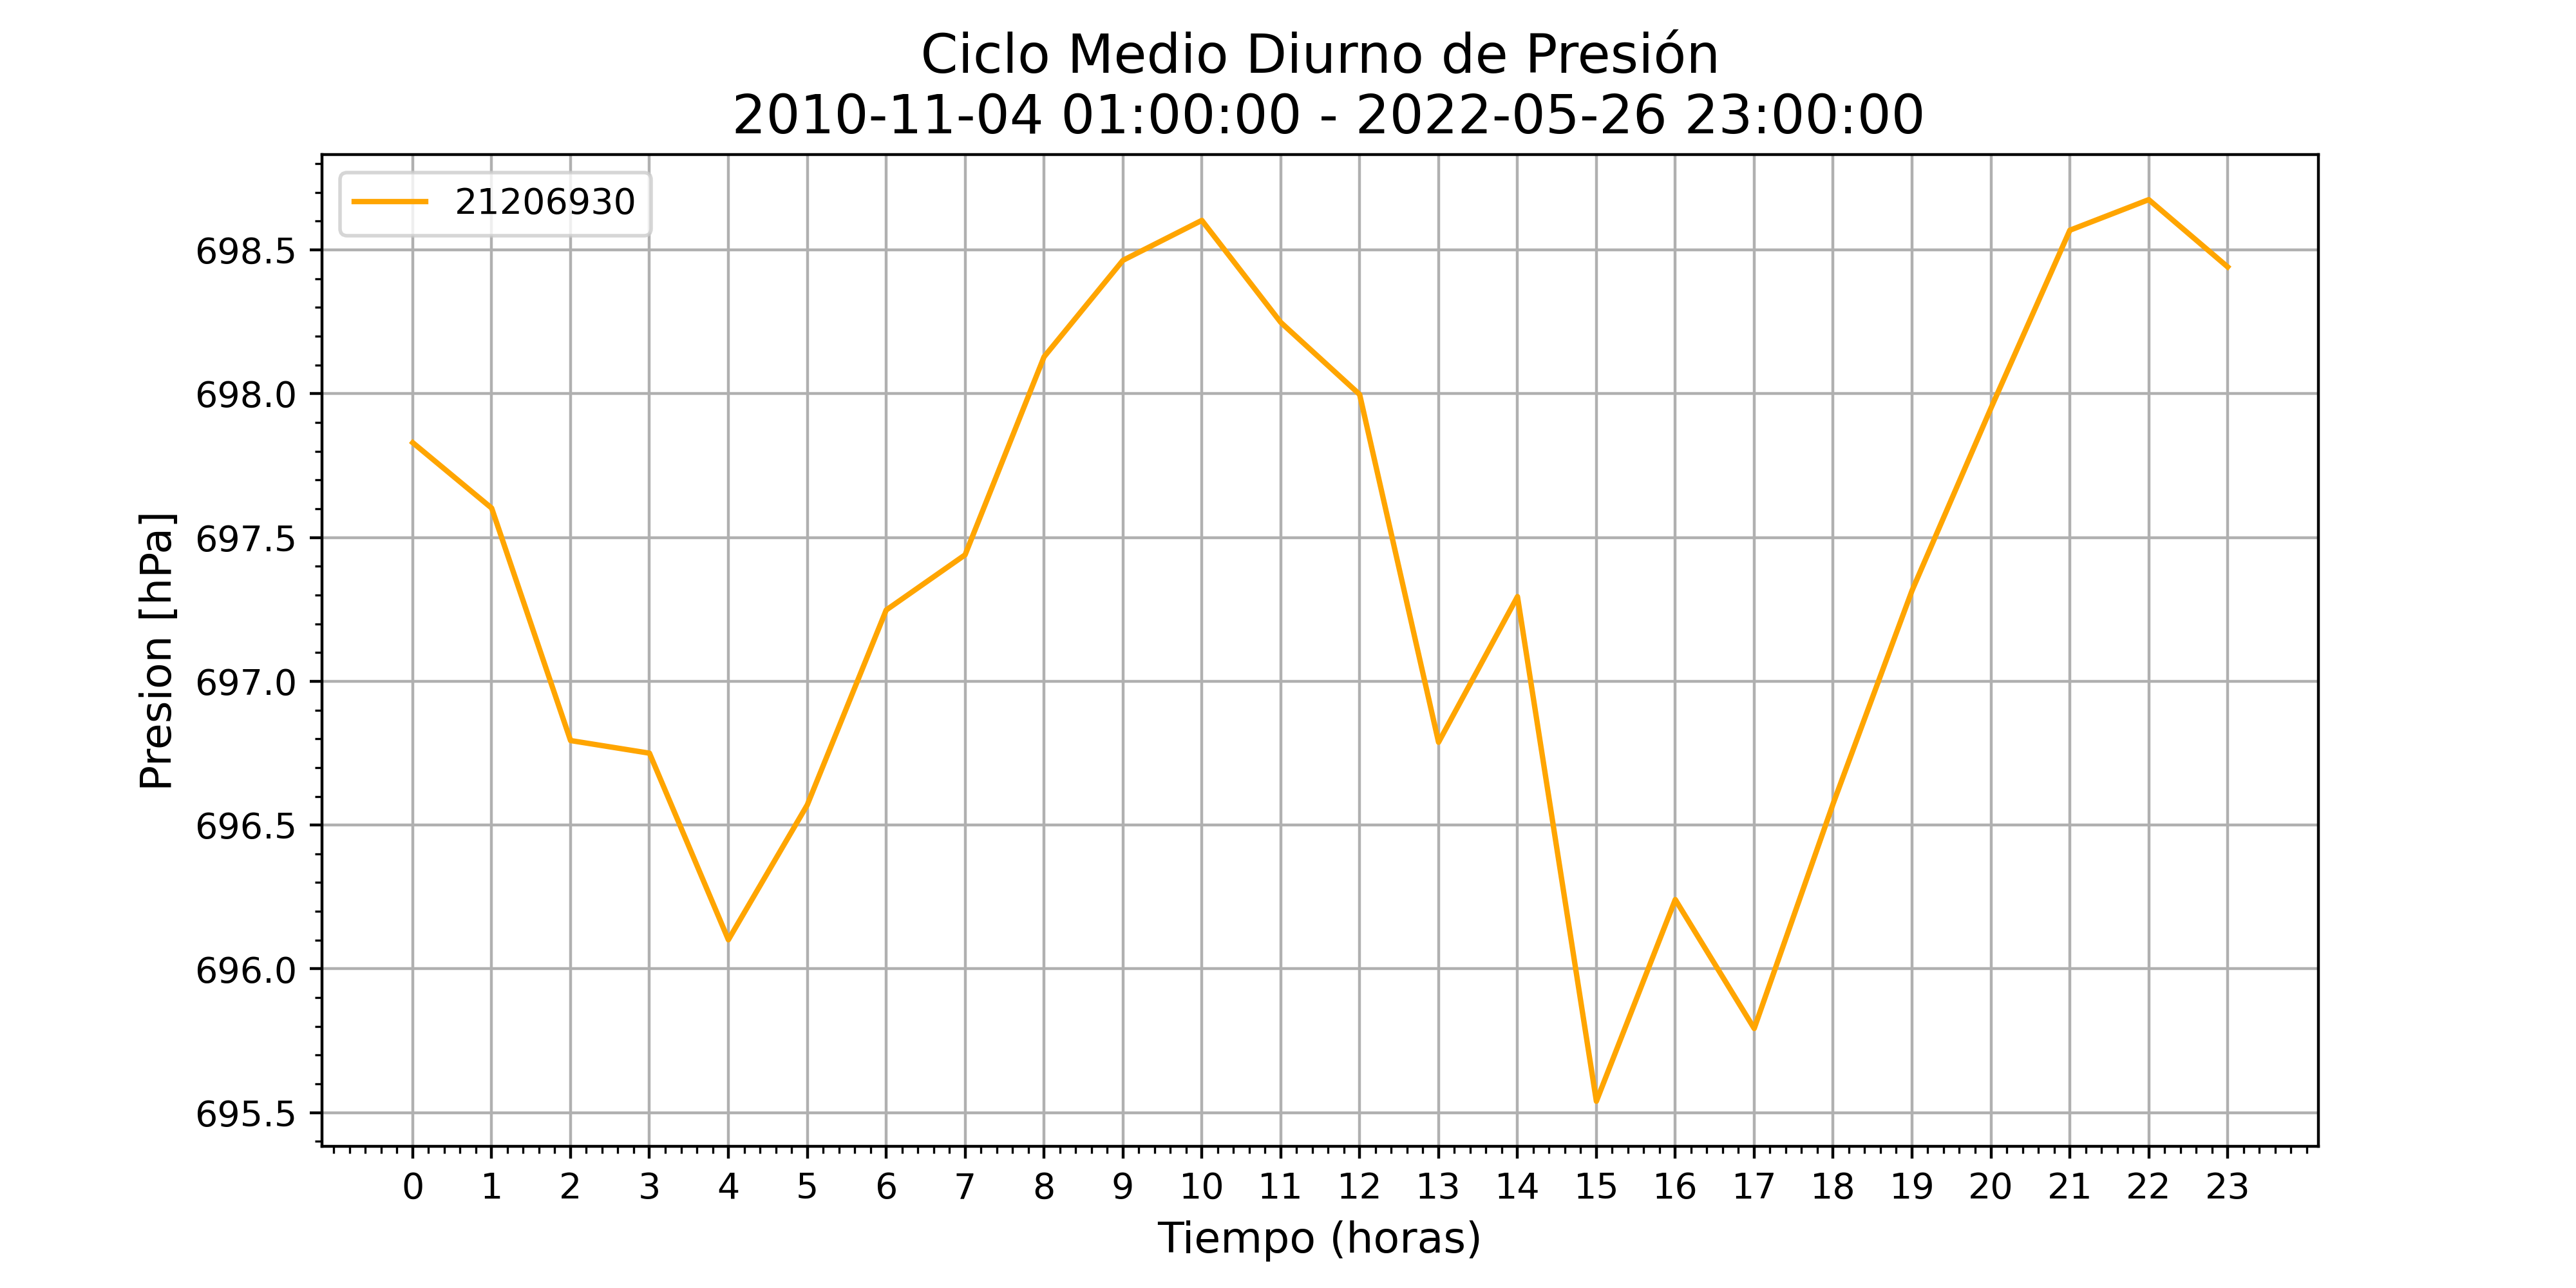 Ciclo Medio Diurno de Presión
2010-11-04 01:00:00 - 2022-05-26 23:00:00
21206930
Presion [hPa]
698.5
698.0
697.5
697.0
696.5
696.0
695.5
0 1 2 3 4 5 6 7 8 9 10 11 12 13 14 15 16 17 18 19 20 21 22 23
Tiempo (horas)